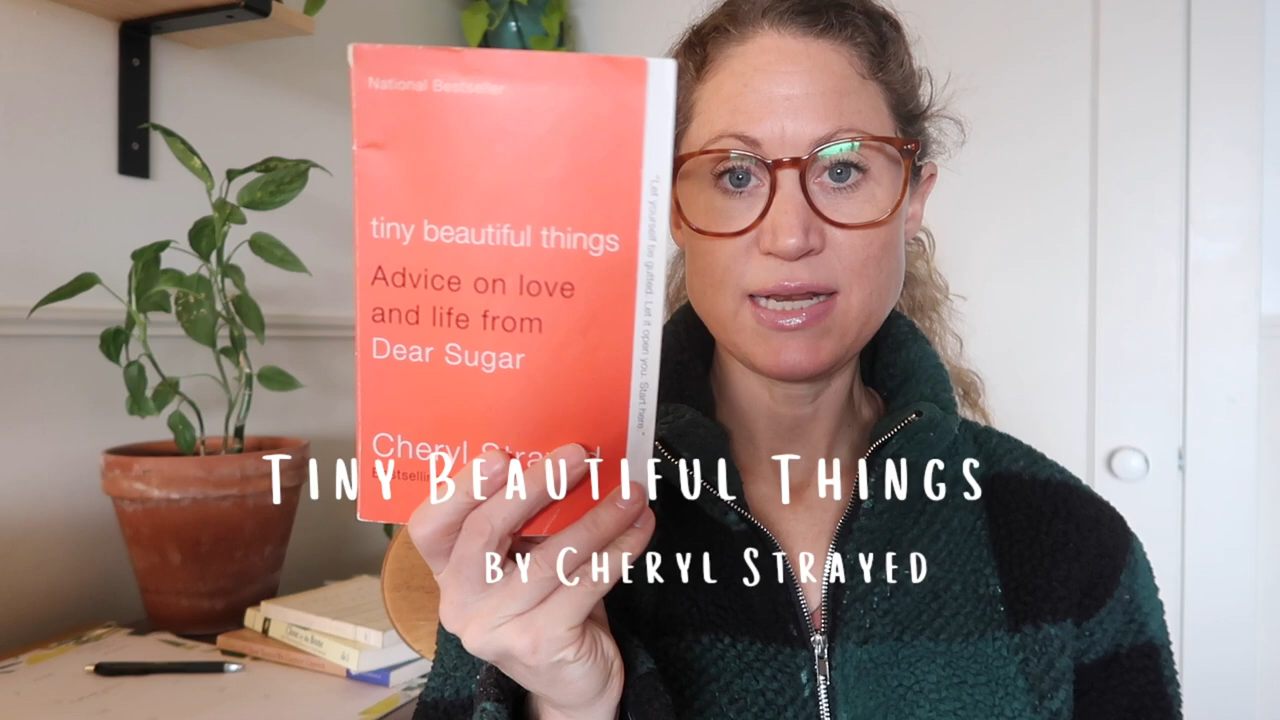 National Bestseller
tiny beautiful things
Advice on love
and life from
Dear Sugar
Cheryl Strayed
"Let yourself be gutted. Let it open you. Start here."
Tiny Beautiful Things
by Cheryl Strayed